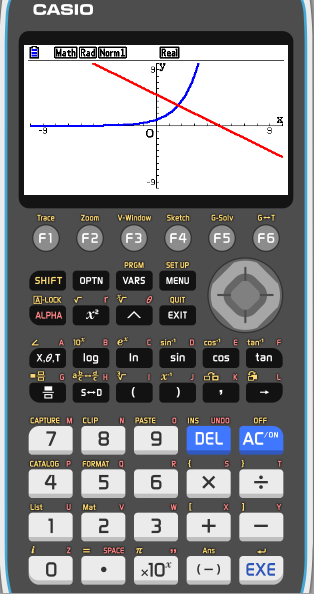 CASIO
Math Rad Norm1 Real
9 y
-9 O 9 x
-9
Trace Zoom V-Window Sketch G-Solv G↔T
F1 F2 F3 F4 F5 F6
PRGM SET UP
SHIFT OPTN VARS MENU
A-LOCK √ r ∛ θ QUIT
ALPHA x² ^ EXIT
∠ A 10ˣ B eˣ C sin⁻¹ D cos⁻¹ E tan⁻¹ F
X,θ,T log ln sin cos tan
G a b/c↔d/c H ∛ I x⁻¹ J K L
S↔D ( ) , →
CAPTURE M CLIP N PASTE O INS UNDO OFF
7 8 9 DEL AC/ON
CATALOG P FORMAT Q R { S } T
4 5 6 × ÷
List U Mat V W [ X ] Y
1 2 3 + −
i Z = SPACE π " Ans ↵
0 • ×10ˣ (−) EXE